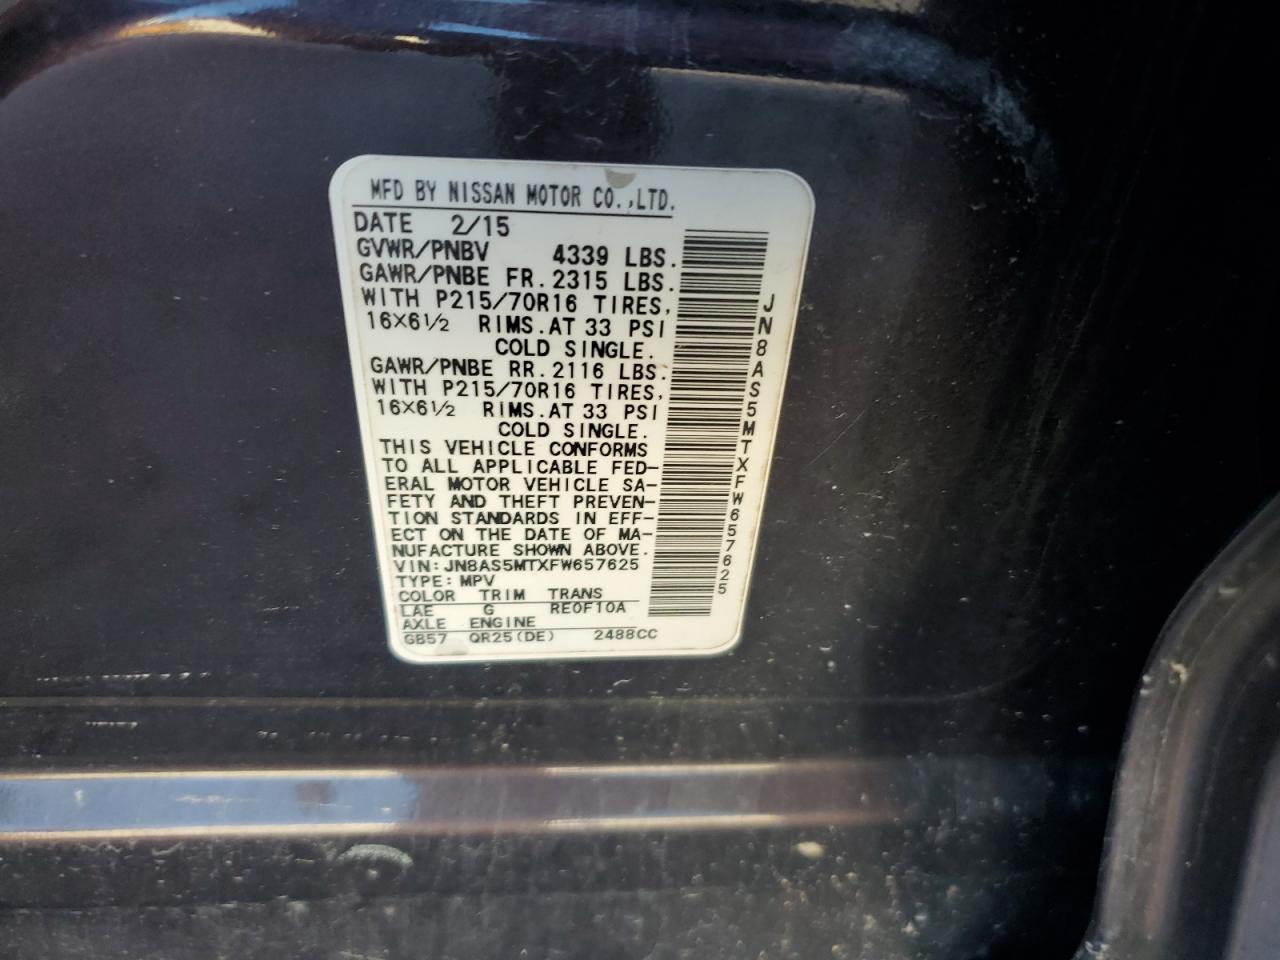 MFD BY NISSAN MOTOR CO.,LTD.
DATE 2/15
GVWR/PNBV 4339 LBS.
GAWR/PNBE FR. 2315 LBS.
WITH P215/70R16 TIRES,
16×6½ RIMS. AT 33 PSI
COLD SINGLE.
GAWR/PNBE RR. 2116 LBS.
WITH P215/70R16 TIRES,
16×6½ RIMS. AT 33 PSI
COLD SINGLE.
THIS VEHICLE CONFORMS
TO ALL APPLICABLE FED-
ERAL MOTOR VEHICLE SA-
FETY AND THEFT PREVEN-
TION STANDARDS IN EFF-
ECT ON THE DATE OF MA-
NUFACTURE SHOWN ABOVE.
VIN: JN8AS5MTXFW657625
TYPE: MPV
COLOR TRIM TRANS
LAE G RE0F10A
AXLE ENGINE
GB57 QR25(DE) 2488CC
JN8AS5MTXFW657625